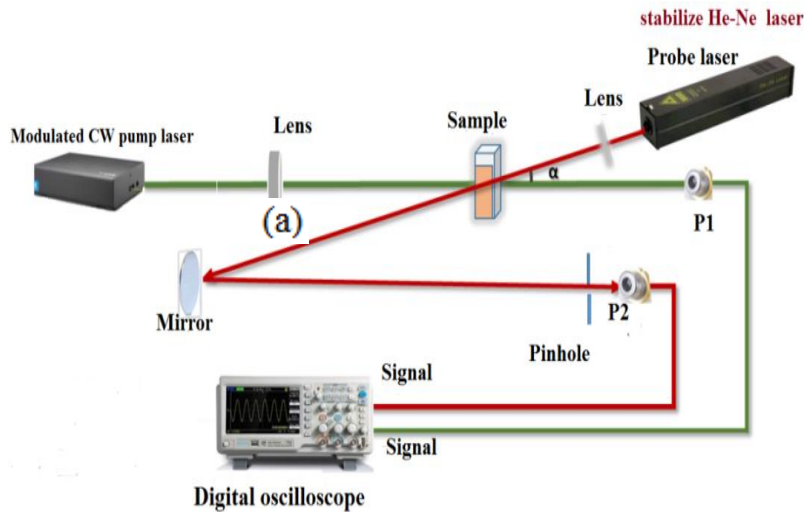 stabilize He-Ne laser
Probe laser
Lens
Sample
Lens
Modulated CW pump laser
α
(a)
P1
P2
Mirror
Pinhole
Signal
Signal
Digital oscilloscope